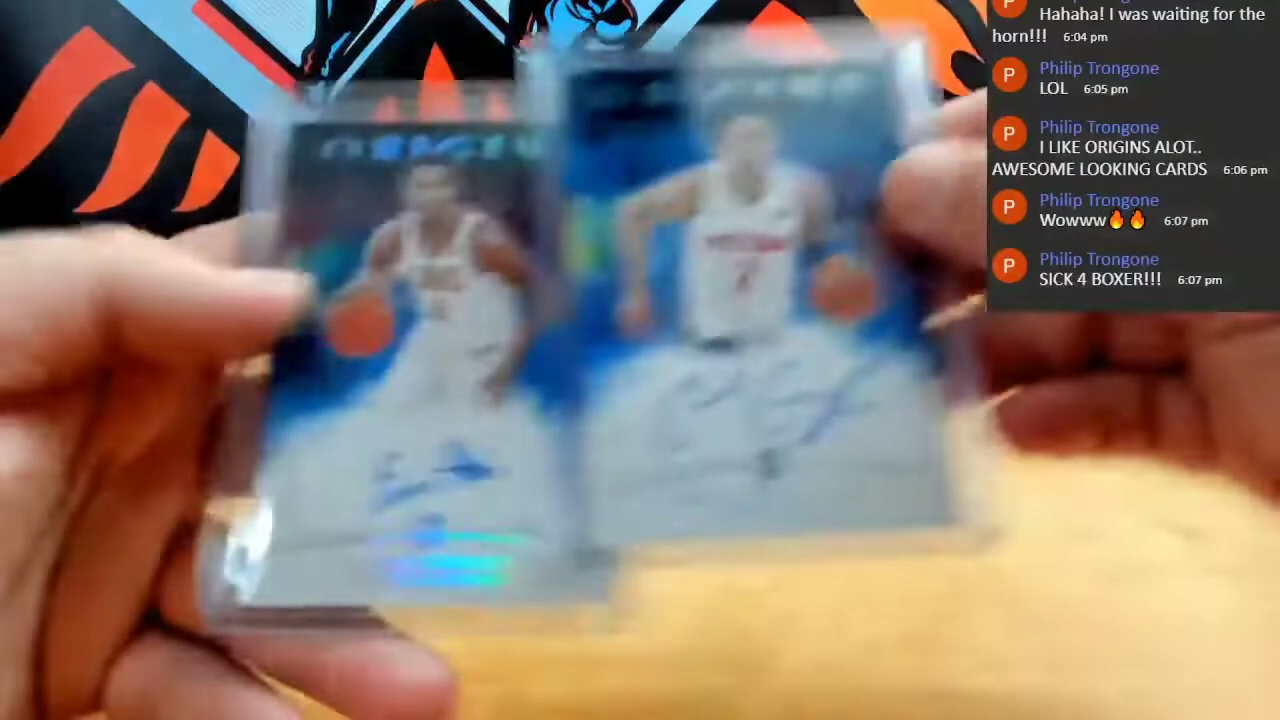 Hahaha! I was waiting for the
horn!!! 6:04 pm
P Philip Trongone
LOL 6:05 pm
P Philip Trongone
I LIKE ORIGINS ALOT..
AWESOME LOOKING CARDS 6:06 pm
P Philip Trongone
Wowww🔥🔥 6:07 pm
P Philip Trongone
SICK 4 BOXER!!! 6:07 pm